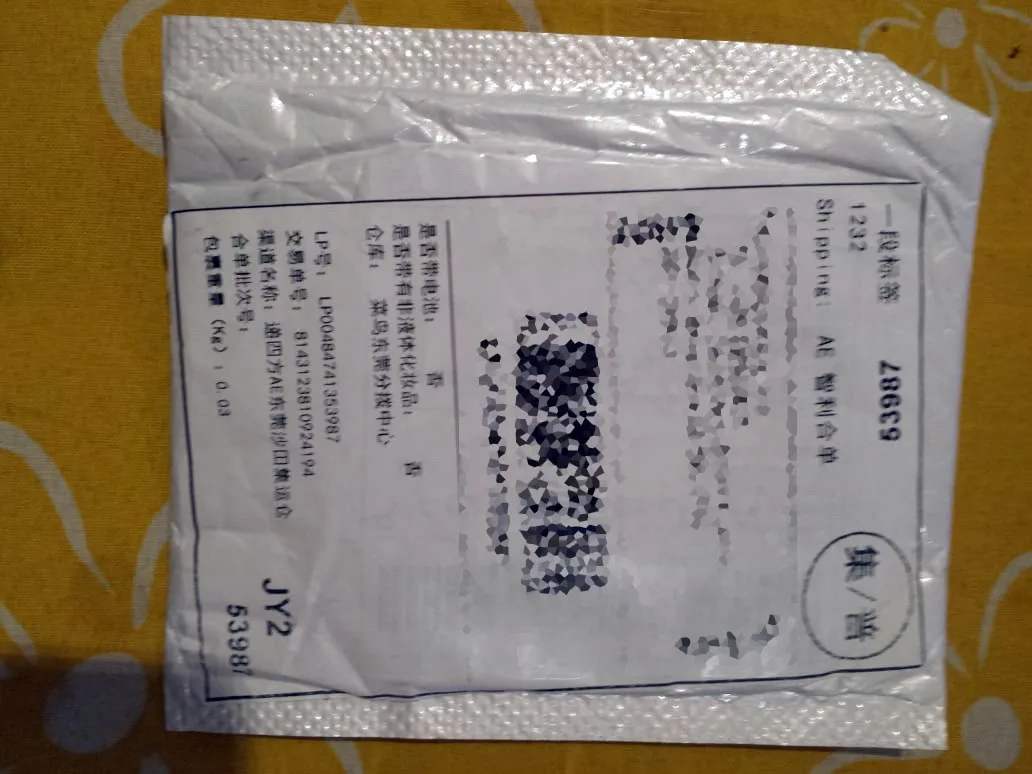 一段标签
1232
集/普
Shipping: AE 智利合单
是否带电池： 否
是否带有非液体化妆品： 否
仓库： 菜鸟东莞分拨中心
LP号： LP00484741353987
交易单号： 8143123810924194
渠道名称：递四方AE东莞沙田集运仓
合单批次号：
包裹重量 (Kg)：0.03
JY2
53987